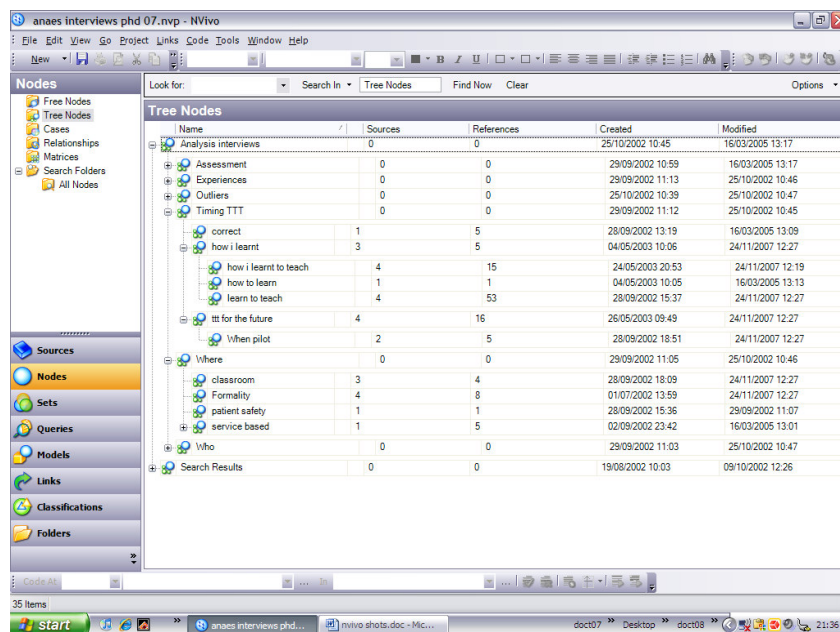 anaes interviews phd 07.nvp - NVivo
File Edit View Go Project Links Code Tools Window Help
New B I U
Nodes
Look for: Search In Tree Nodes Find Now Clear Options
Free Nodes
Tree Nodes
Cases
Relationships
Matrices
Search Folders
All Nodes
Tree Nodes
Name Sources References Created Modified
Analysis interviews 0 0 25/10/2002 10:45 16/03/2005 13:17
Assessment 0 0 29/09/2002 10:59 16/03/2005 13:17
Experiences 0 0 29/09/2002 11:13 25/10/2002 10:46
Outliers 0 0 25/10/2002 10:39 25/10/2002 10:47
Timing TTT 0 0 29/09/2002 11:12 25/10/2002 10:45
correct 1 5 28/09/2002 13:19 16/03/2005 13:09
how i learnt 3 5 04/05/2003 10:06 24/11/2007 12:27
how i learnt to teach 4 15 24/05/2003 20:53 24/11/2007 12:19
how to learn 1 1 04/05/2003 10:05 16/03/2005 13:13
learn to teach 4 53 28/09/2002 15:37 24/11/2007 12:27
ttt for the future 4 16 26/05/2003 09:49 24/11/2007 12:27
When pilot 2 5 28/09/2002 18:51 24/11/2007 12:27
Where 0 0 29/09/2002 11:05 25/10/2002 10:46
classroom 3 4 28/09/2002 18:09 24/11/2007 12:27
Formality 4 8 01/07/2002 13:59 24/11/2007 12:27
patient safety 1 1 28/09/2002 15:36 29/09/2002 11:07
service based 1 5 02/09/2002 23:42 16/03/2005 13:01
Who 0 0 29/09/2002 11:03 25/10/2002 10:47
Search Results 0 0 19/08/2002 10:03 09/10/2002 12:26
Sources
Nodes
Sets
Queries
Models
Links
Classifications
Folders
Code At In
35 Items
start anaes interviews phd... nvivo shots.doc - Mic... doct07 Desktop doct08 21:38